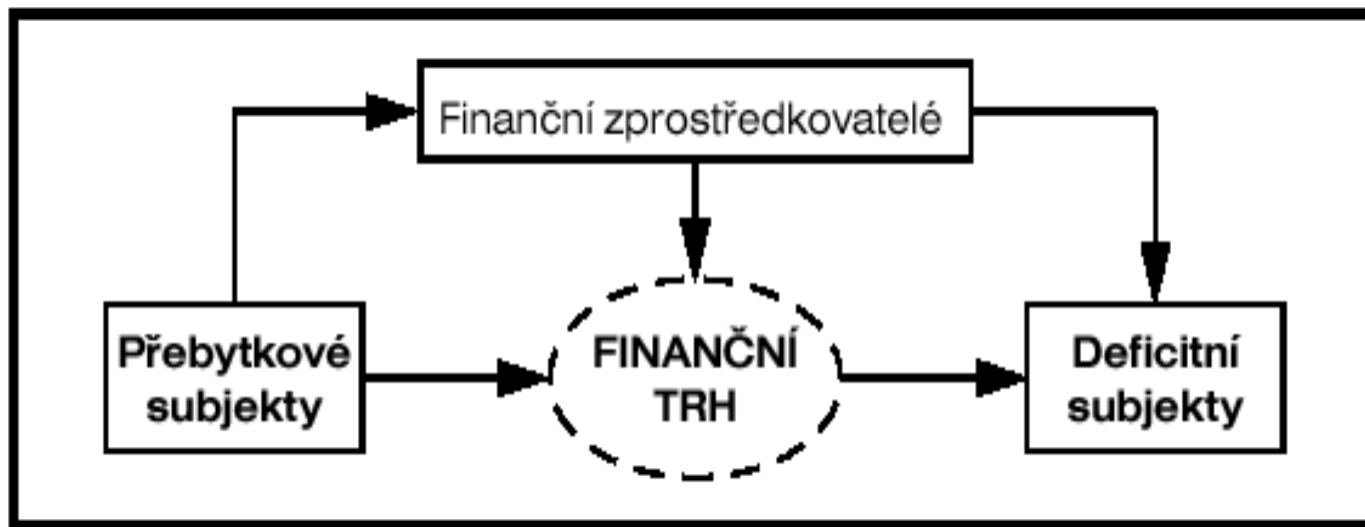 Finanční zprostředkovatelé
Přebytkové
subjekty
FINANČNÍ
TRH
Deficitní
subjekty